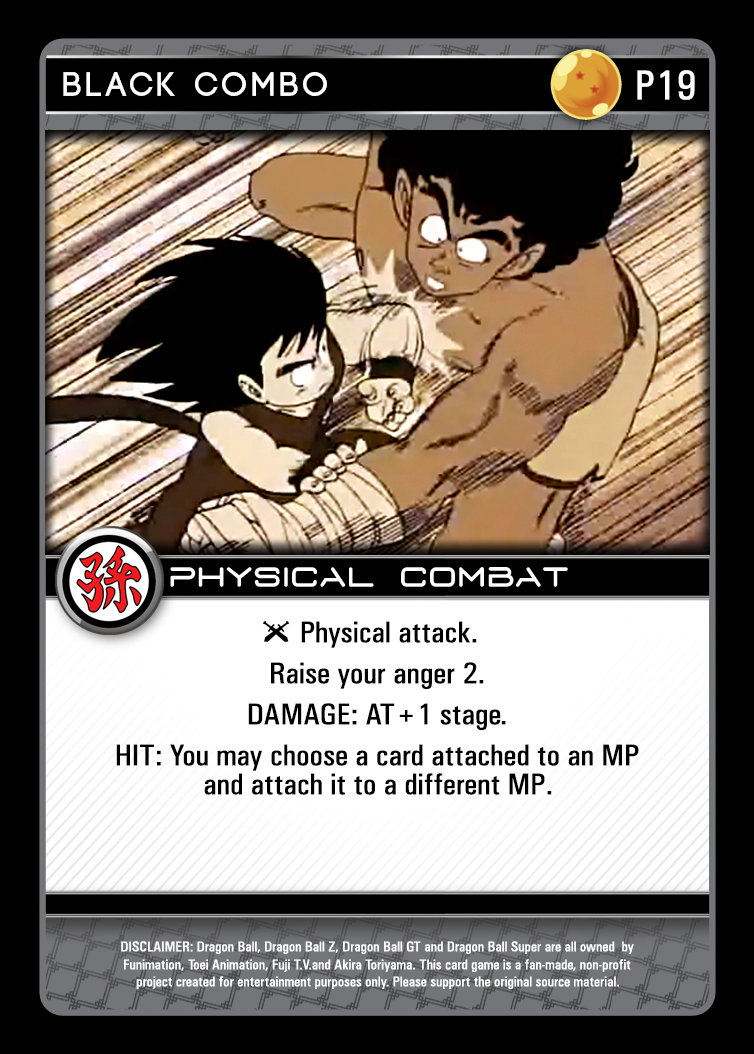 BLACK COMBO
P19
孫
PHYSICAL COMBAT
Physical attack.
Raise your anger 2.
DAMAGE: AT + 1 stage.
HIT: You may choose a card attached to an MP
and attach it to a different MP.
DISCLAIMER: Dragon Ball, Dragon Ball Z, Dragon Ball GT and Dragon Ball Super are all owned by
Funimation, Toei Animation, Fuji T.V.and Akira Toriyama. This card game is a fan-made, non-profit
project created for entertainment purposes only. Please support the original source material.